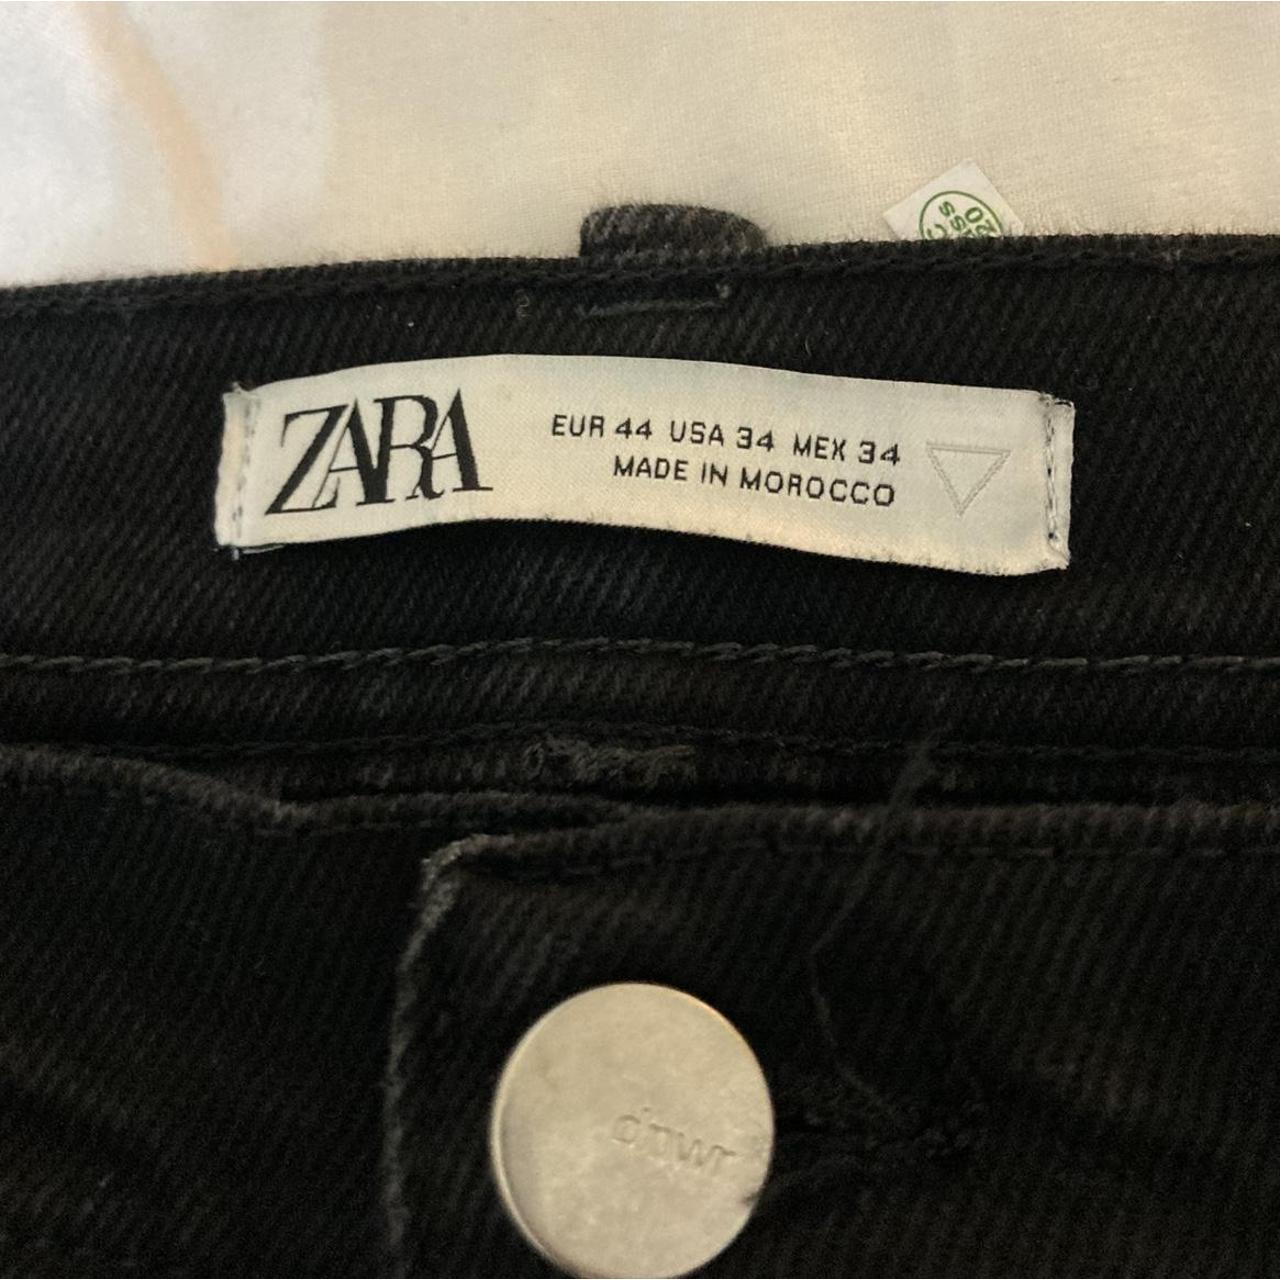 ZARA
EUR 44 USA 34 MEX 34
MADE IN MOROCCO